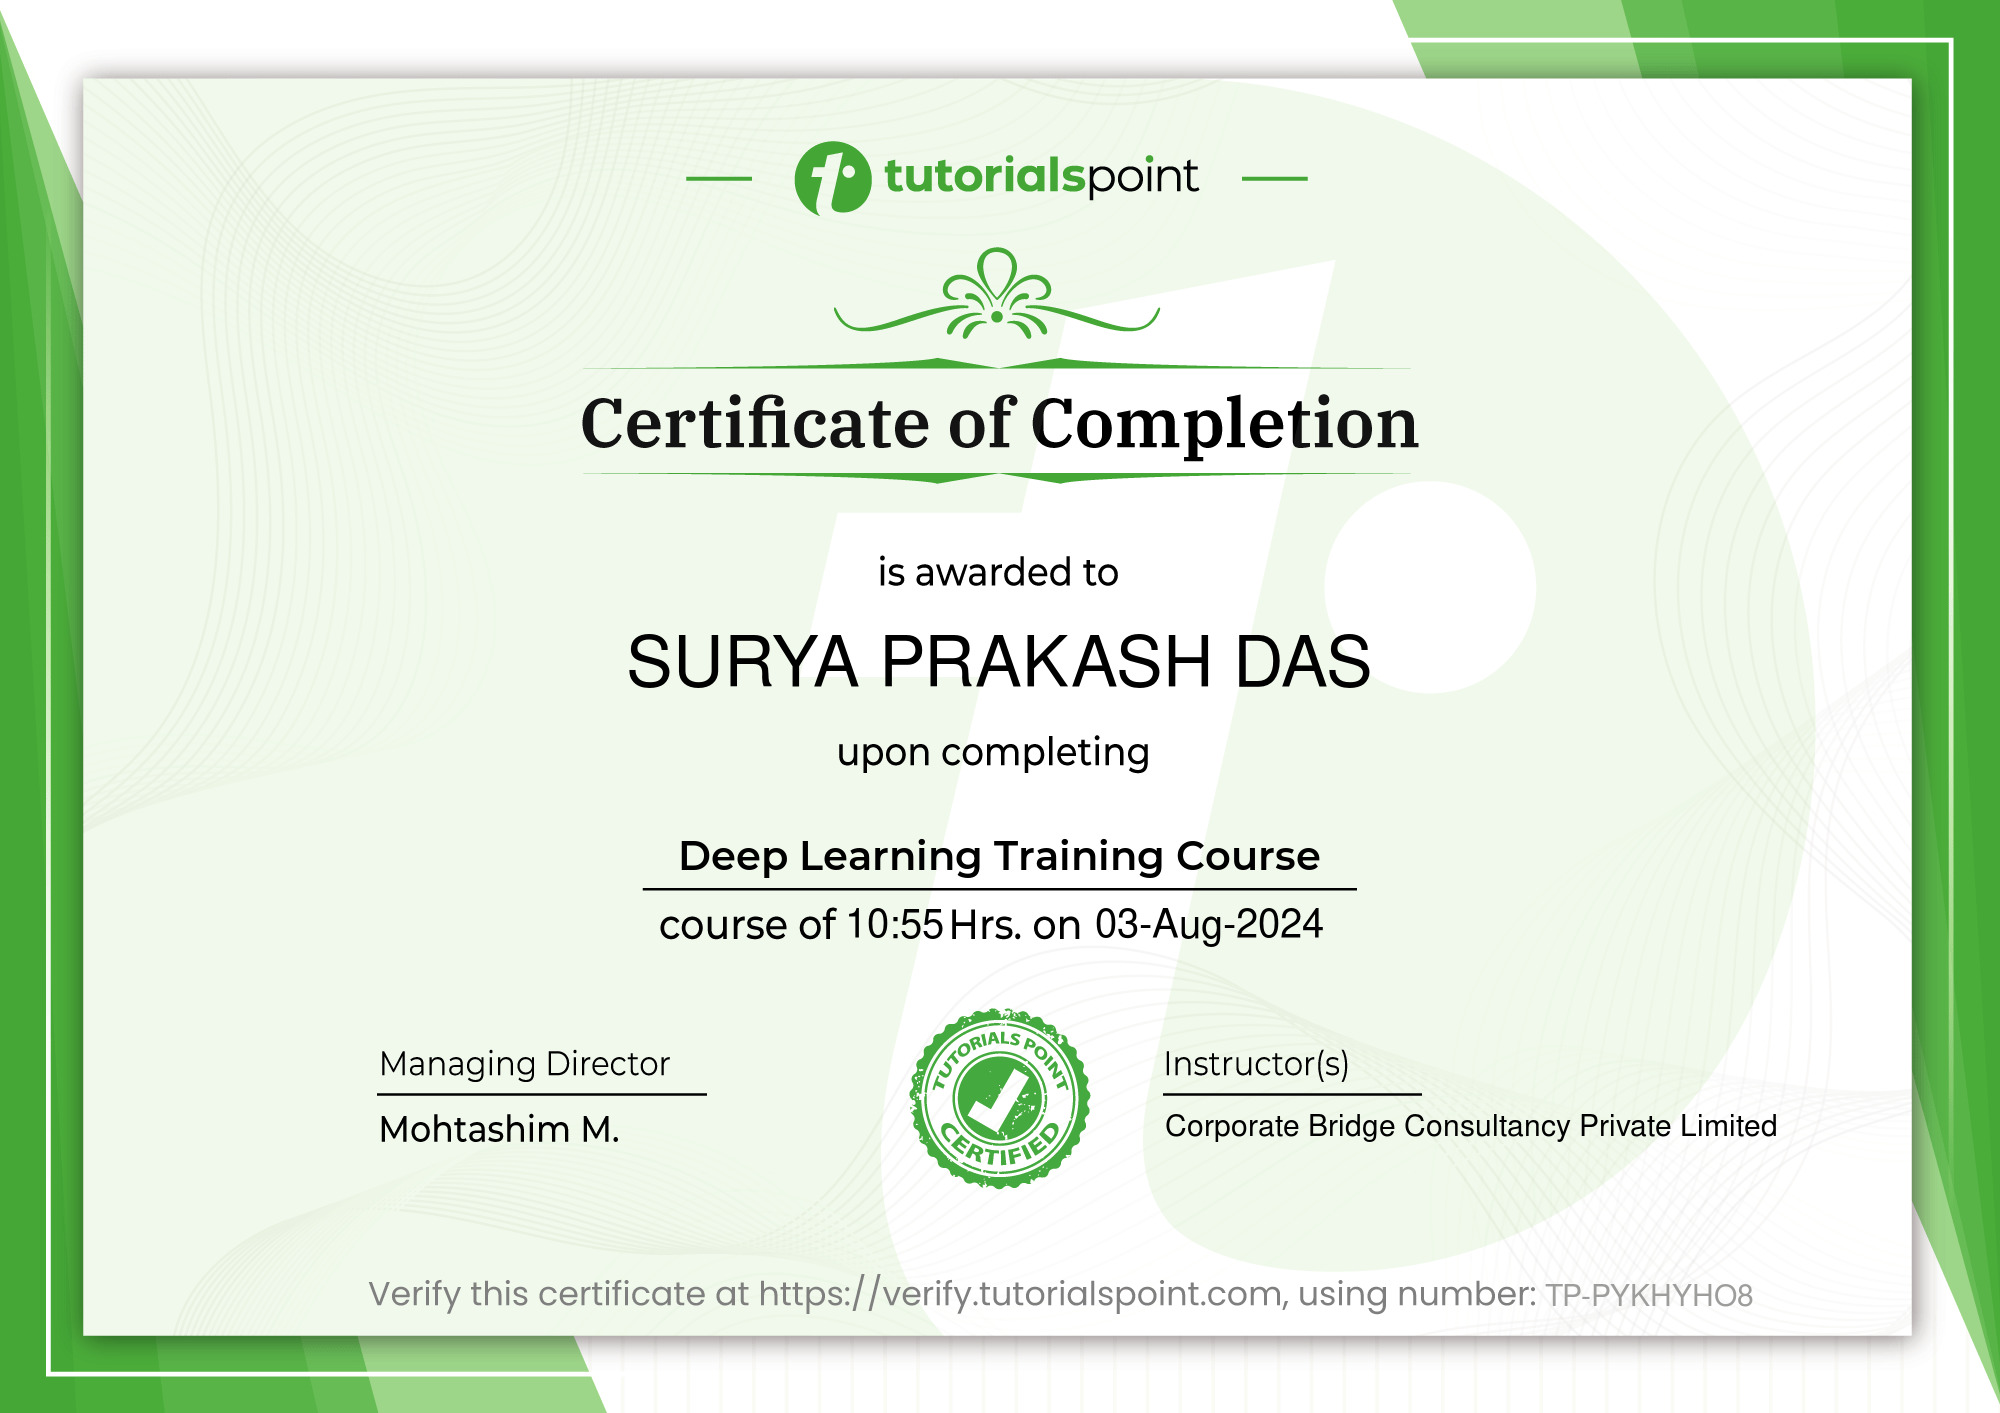 tutorialspoint
Certificate of Completion
is awarded to
SURYA PRAKASH DAS
upon completing
Deep Learning Training Course
course of 10:55 Hrs. on 03-Aug-2024
Managing Director
Mohtashim M.
TUTORIALS POINT
CERTIFIED
Instructor(s)
Corporate Bridge Consultancy Private Limited
Verify this certificate at https://verify.tutorialspoint.com, using number: TP-PYKHYHO8